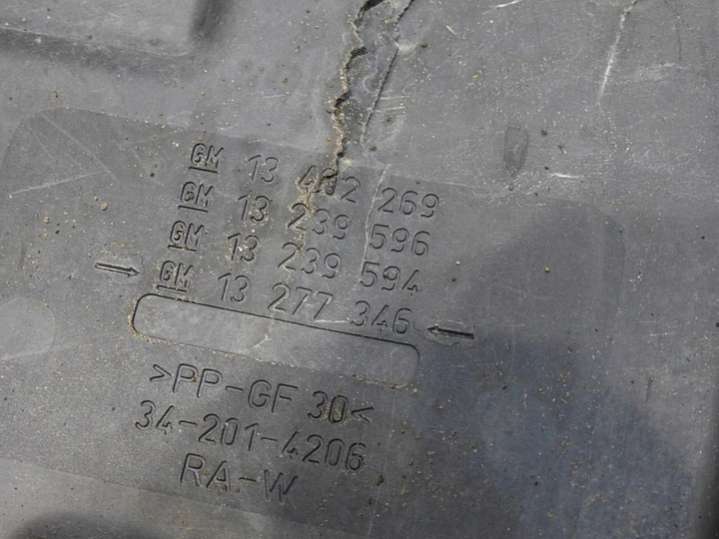 GM 13 402 269
GM 13 239 596
GM 13 239 594
GM 13 277 346
>PP-GF 30<
34-201-4206
RA-W